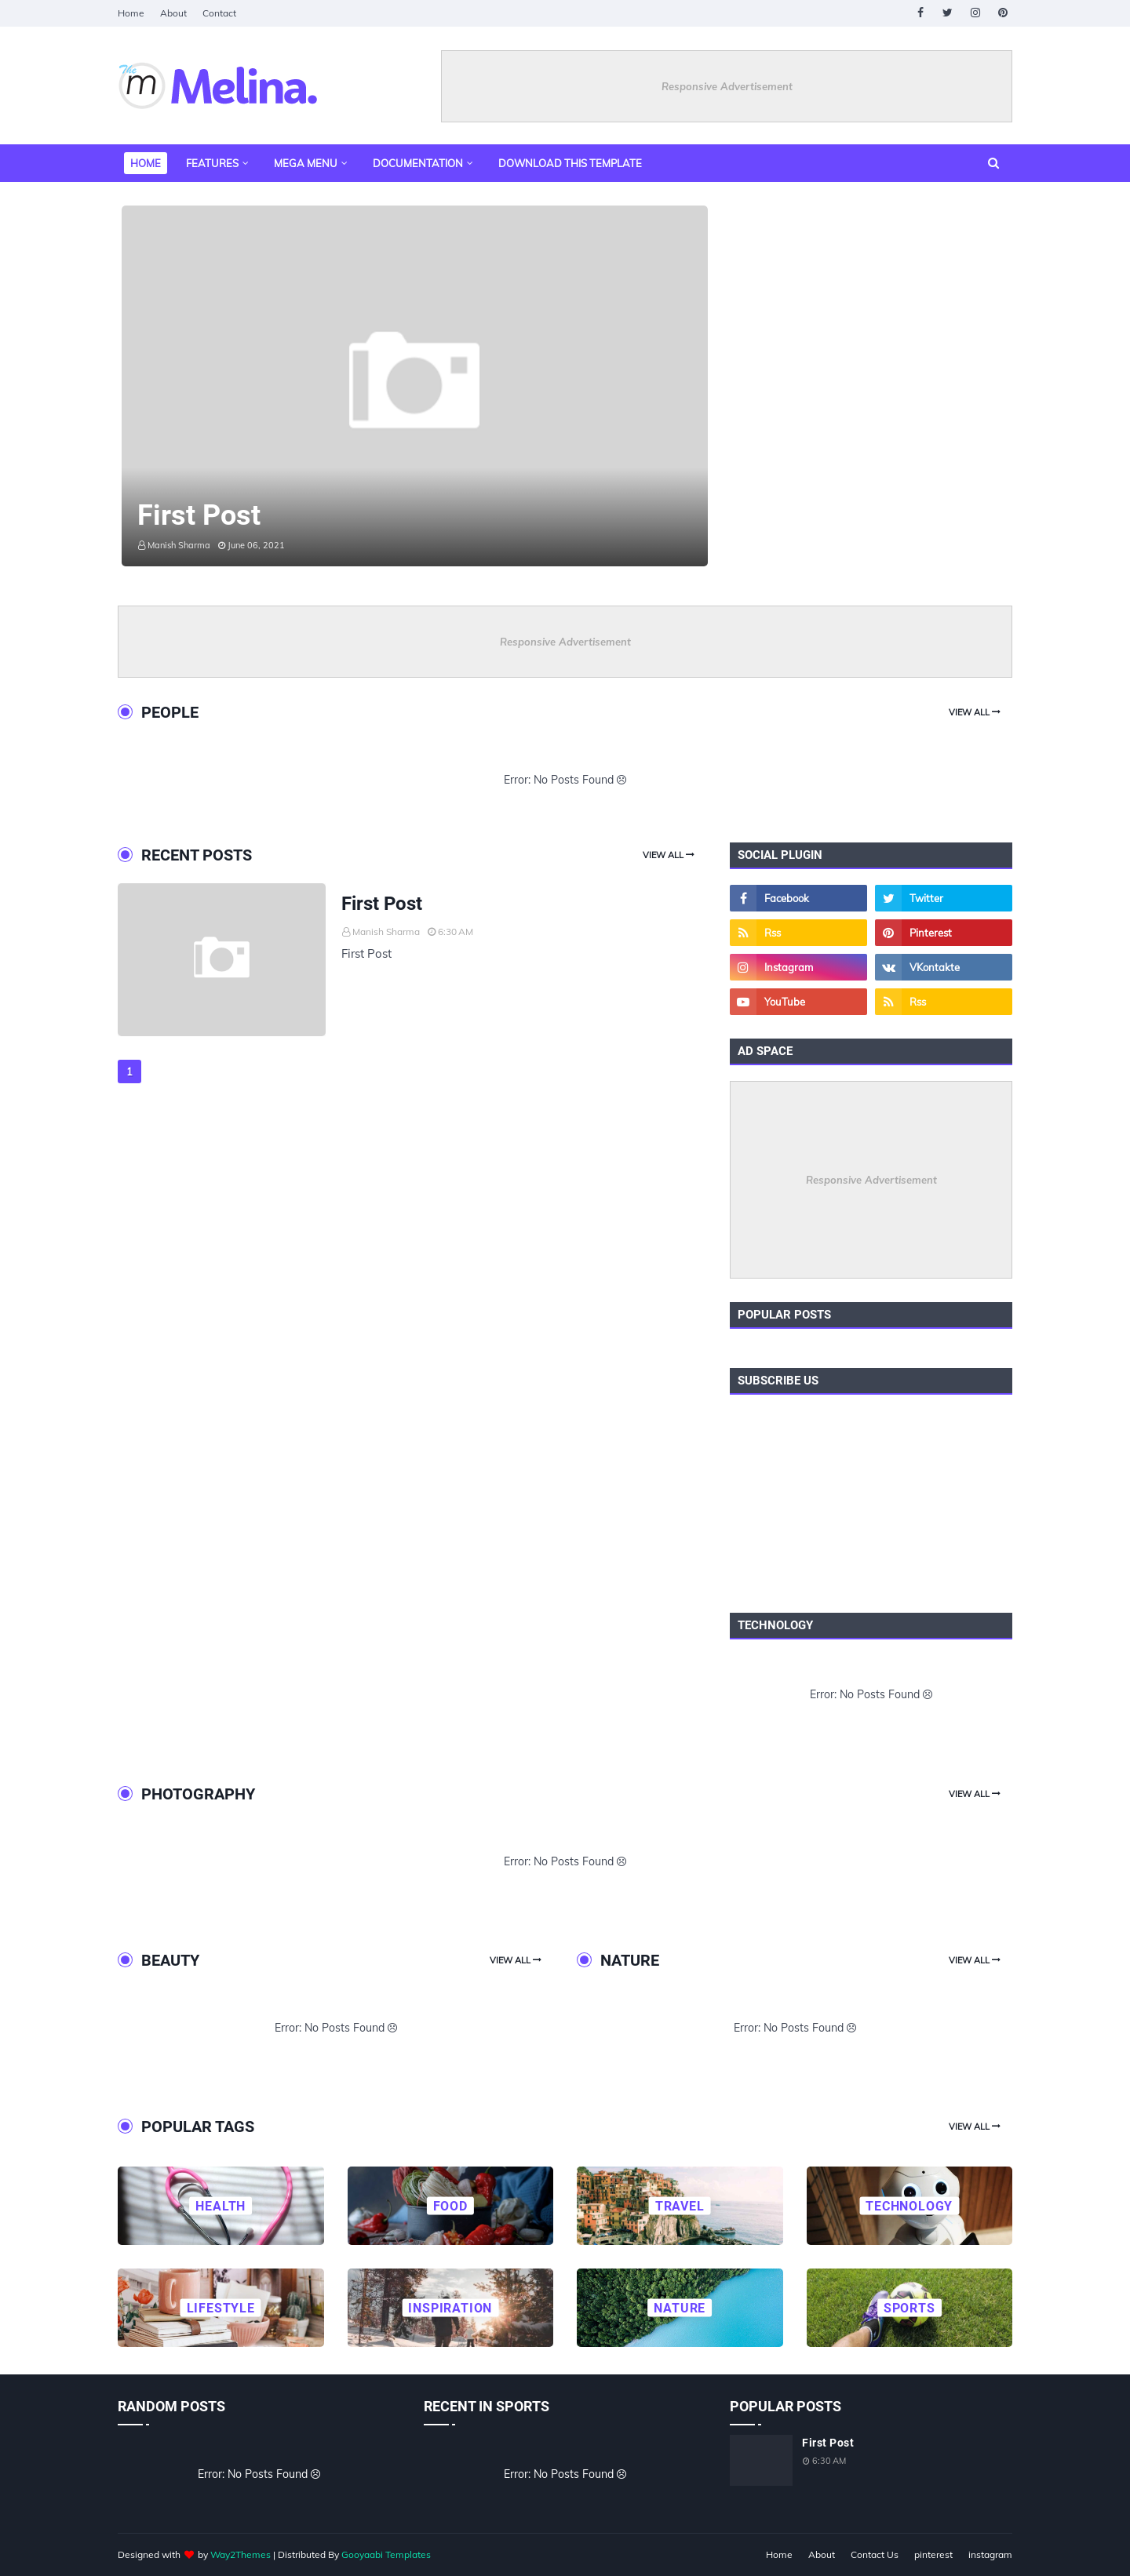 Home About Contact
The m Melina.
Responsive Advertisement
HOME FEATURES MEGA MENU DOCUMENTATION DOWNLOAD THIS TEMPLATE
First Post
Manish Sharma June 06, 2021
Responsive Advertisement
PEOPLE VIEW ALL
Error: No Posts Found
RECENT POSTS VIEW ALL
First Post
Manish Sharma 6:30 AM
First Post
1
SOCIAL PLUGIN
Facebook Twitter
Rss Pinterest
Instagram VKontakte
YouTube Rss
AD SPACE
Responsive Advertisement
POPULAR POSTS
SUBSCRIBE US
TECHNOLOGY
Error: No Posts Found
PHOTOGRAPHY VIEW ALL
Error: No Posts Found
BEAUTY VIEW ALL
Error: No Posts Found
NATURE VIEW ALL
Error: No Posts Found
POPULAR TAGS VIEW ALL
HEALTH FOOD TRAVEL TECHNOLOGY
LIFESTYLE INSPIRATION NATURE SPORTS
RANDOM POSTS
Error: No Posts Found
RECENT IN SPORTS
Error: No Posts Found
POPULAR POSTS
First Post
6:30 AM
Designed with by Way2Themes | Distributed By Gooyaabi Templates
Home About Contact Us pinterest instagram